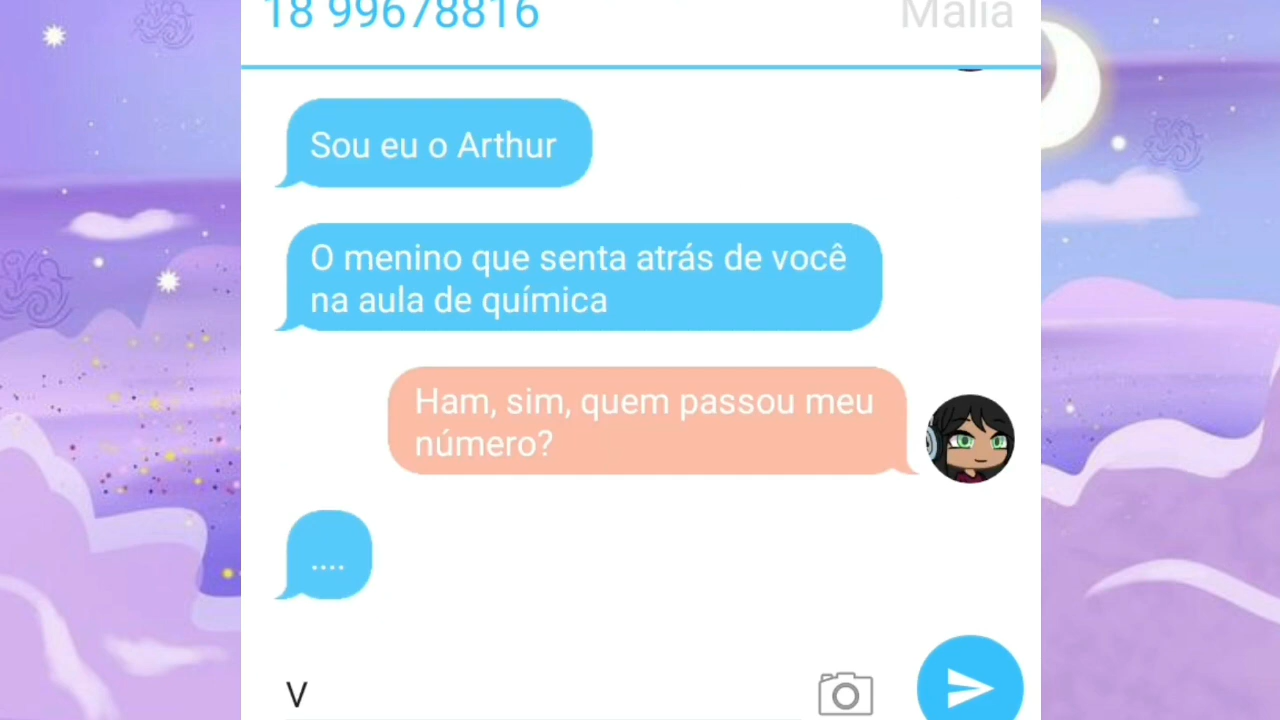 18 99678816
Malia
Sou eu o Arthur
O menino que senta atrás de você
na aula de química
Ham, sim, quem passou meu
número?
....
V